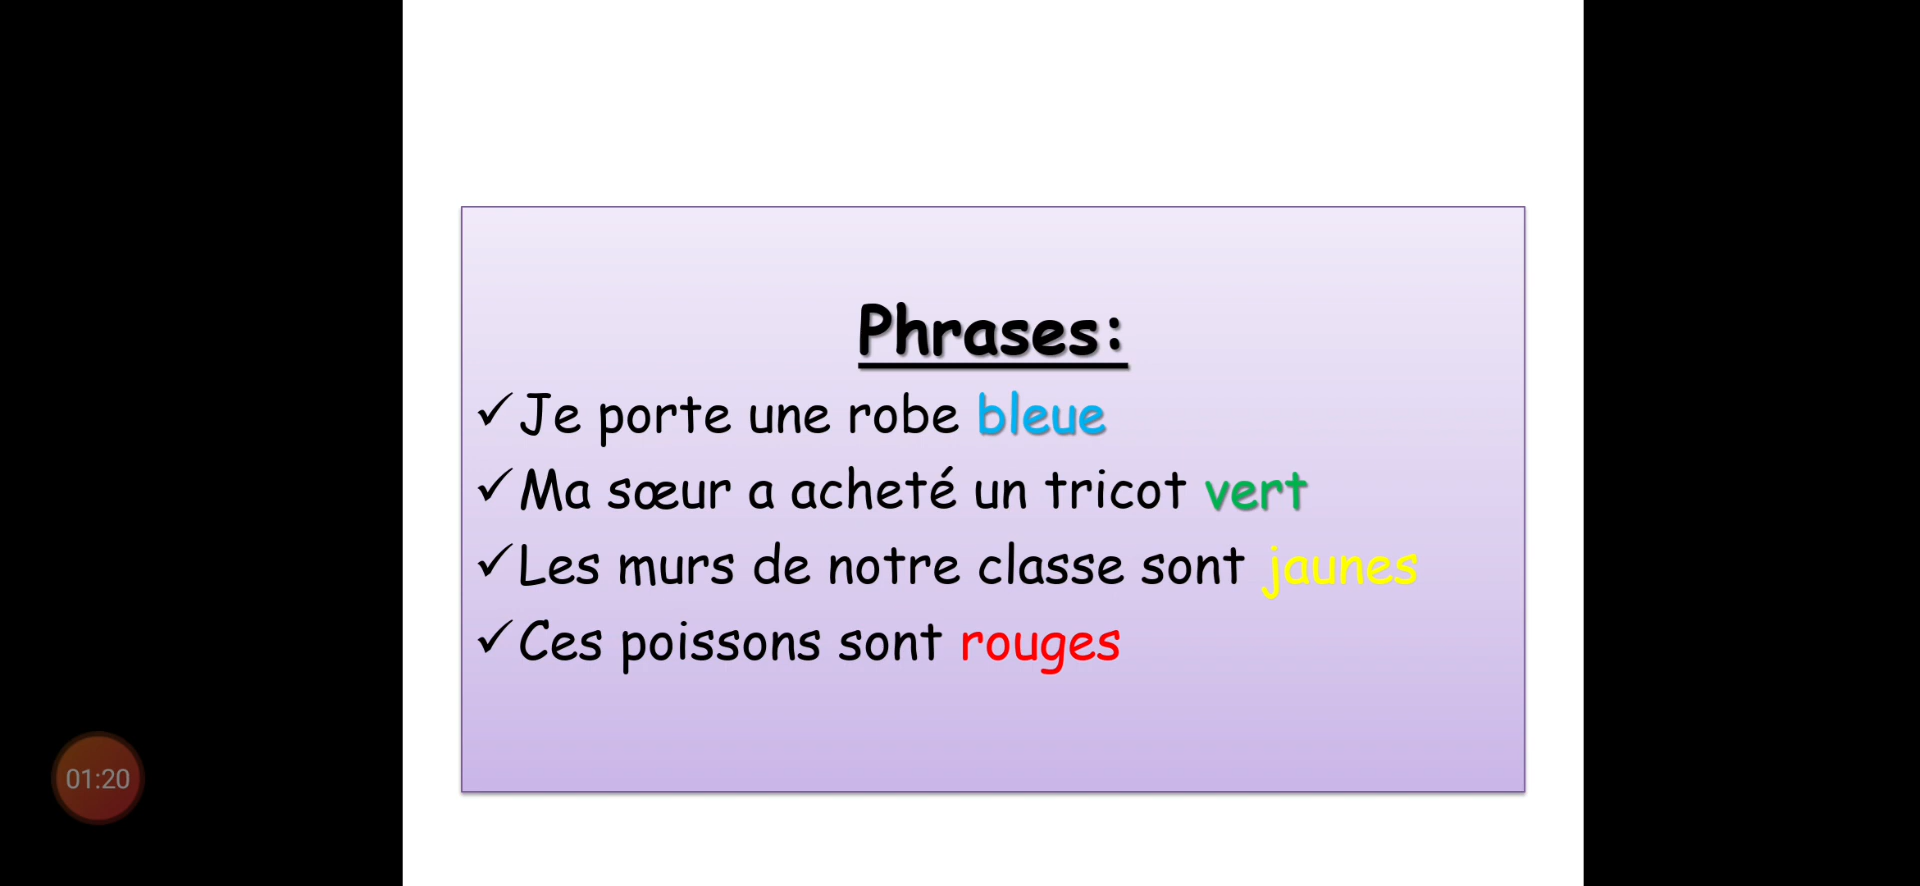 Phrases:
✓Je porte une robe bleue
✓Ma sœur a acheté un tricot vert
✓Les murs de notre classe sont jaunes
✓Ces poissons sont rouges
01:20